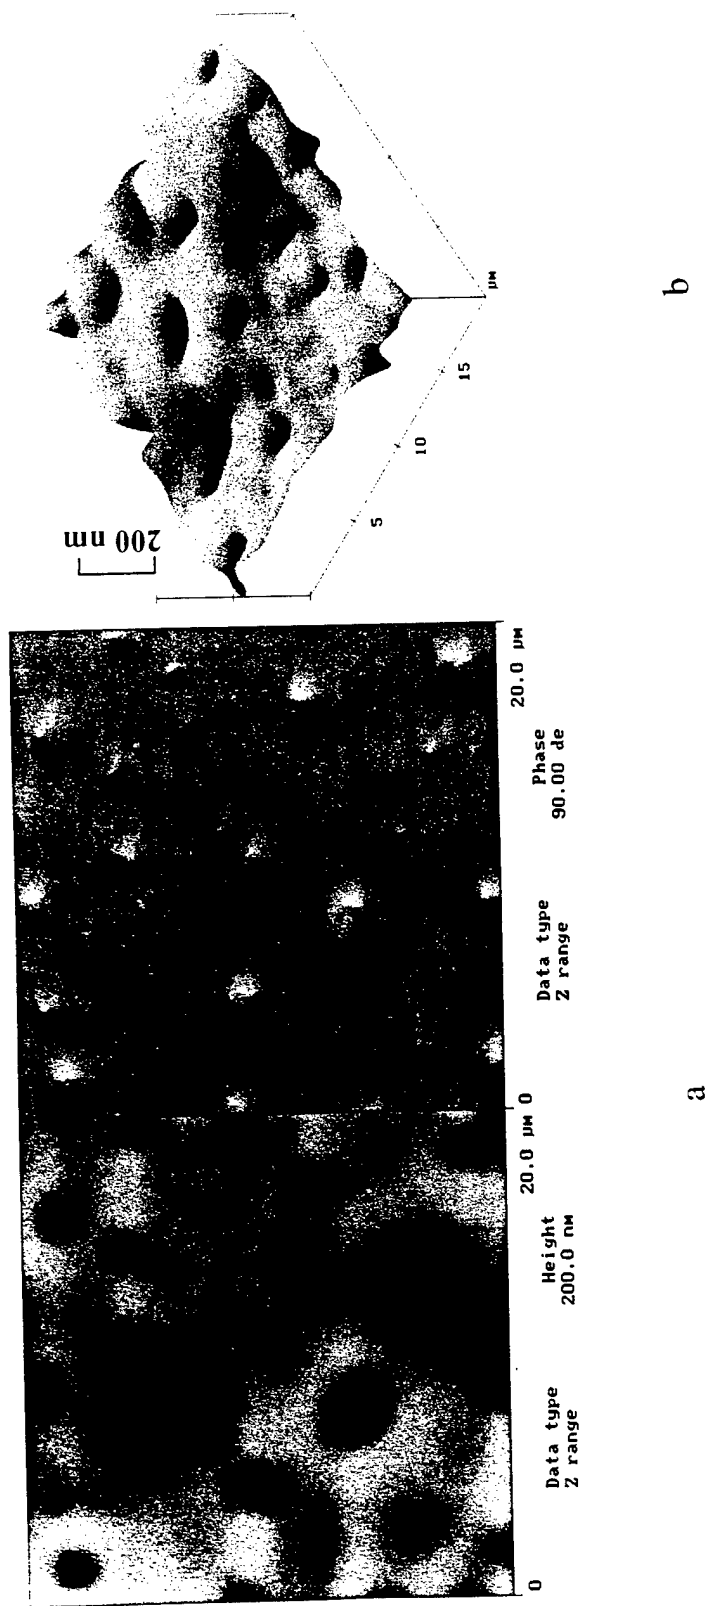 0
20.0 µM
0
20.0 µM
Data type
Height
Z range
200.0 nM
Data type
Phase
Z range
90.00 de
a
200 nm
5
10
15
µM
b